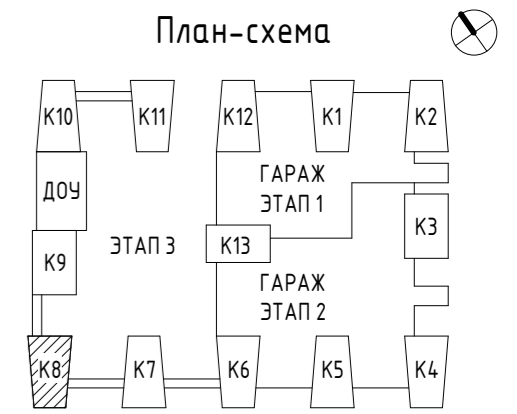 План-схема
К10
К11
К12
К1
К2
ГАРАЖ
ЭТАП 1
ДОУ
К3
ЭТАП 3
К13
К9
ГАРАЖ
ЭТАП 2
К8
К7
К6
К5
К4